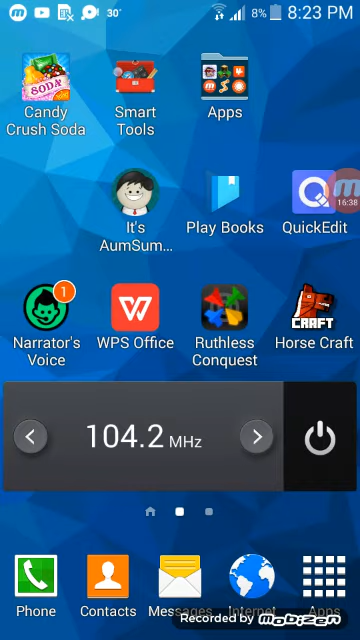 30°
8%
8:23 PM
SODA
Candy
Crush Soda
Smart
Tools
Apps
It's
AumSum...
Play Books
QuickEdit
16:38
1
Narrator's
Voice
WPS Office
Ruthless
Conquest
CRAFT
Horse Craft
104.2 MHz
Phone
Contacts
Messages
Internet
Apps
Recorded by MOBIZEN